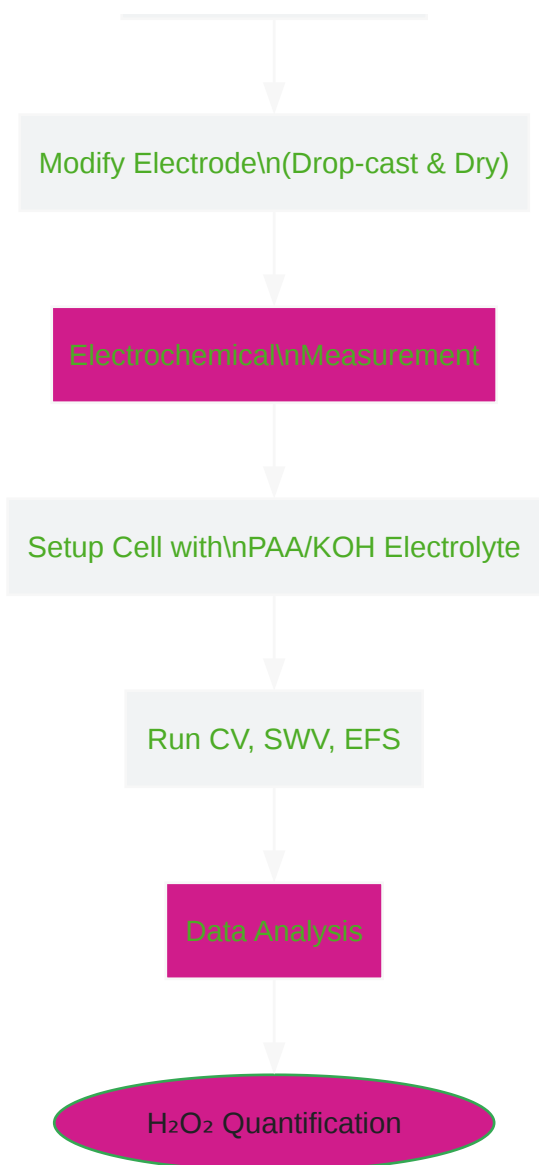 Modify Electrode\n(Drop-cast & Dry)
Electrochemical\nMeasurement
Setup Cell with\nPAA/KOH Electrolyte
Run CV, SWV, EFS
Data Analysis
H₂O₂ Quantification